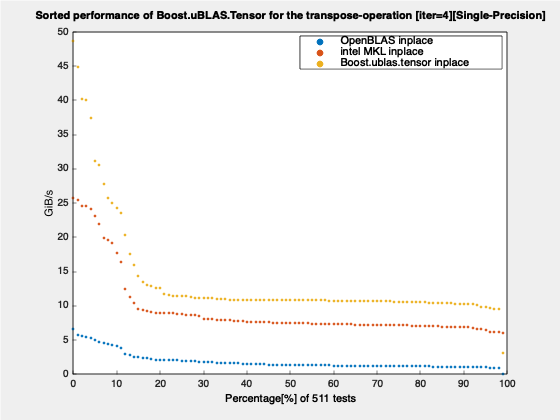 Sorted performance of Boost.uBLAS.Tensor for the transpose-operation [iter=4][Single-Precision]
50
45
40
35
30
25
20
15
10
5
0
GiB/s
OpenBLAS inplace
intel MKL inplace
Boost.ublas.tensor inplace
0 10 20 30 40 50 60 70 80 90 100
Percentage[%] of 511 tests